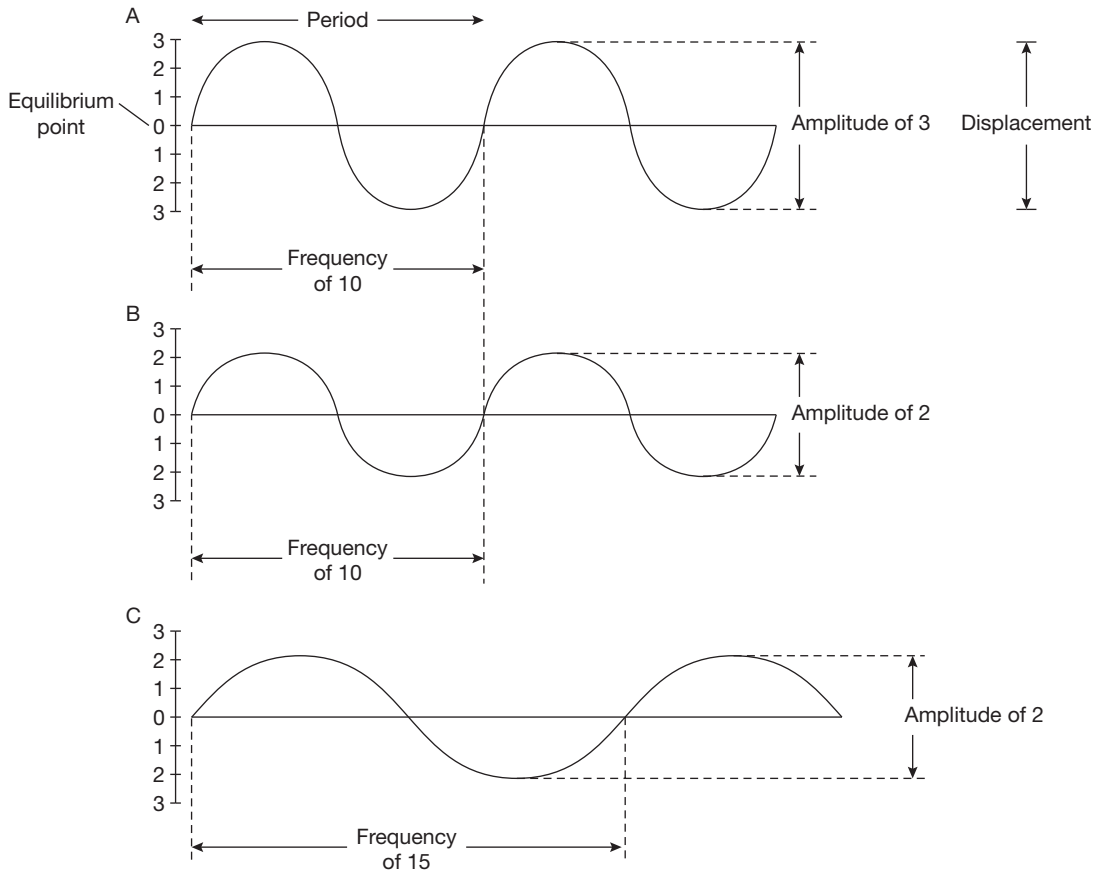 A
Period
3
2
1
Equilibrium
point
0
1
2
3
Amplitude of 3
Displacement
Frequency
of 10
B
3
2
1
0
1
2
3
Amplitude of 2
Frequency
of 10
C
3
2
1
0
1
2
3
Amplitude of 2
Frequency
of 15